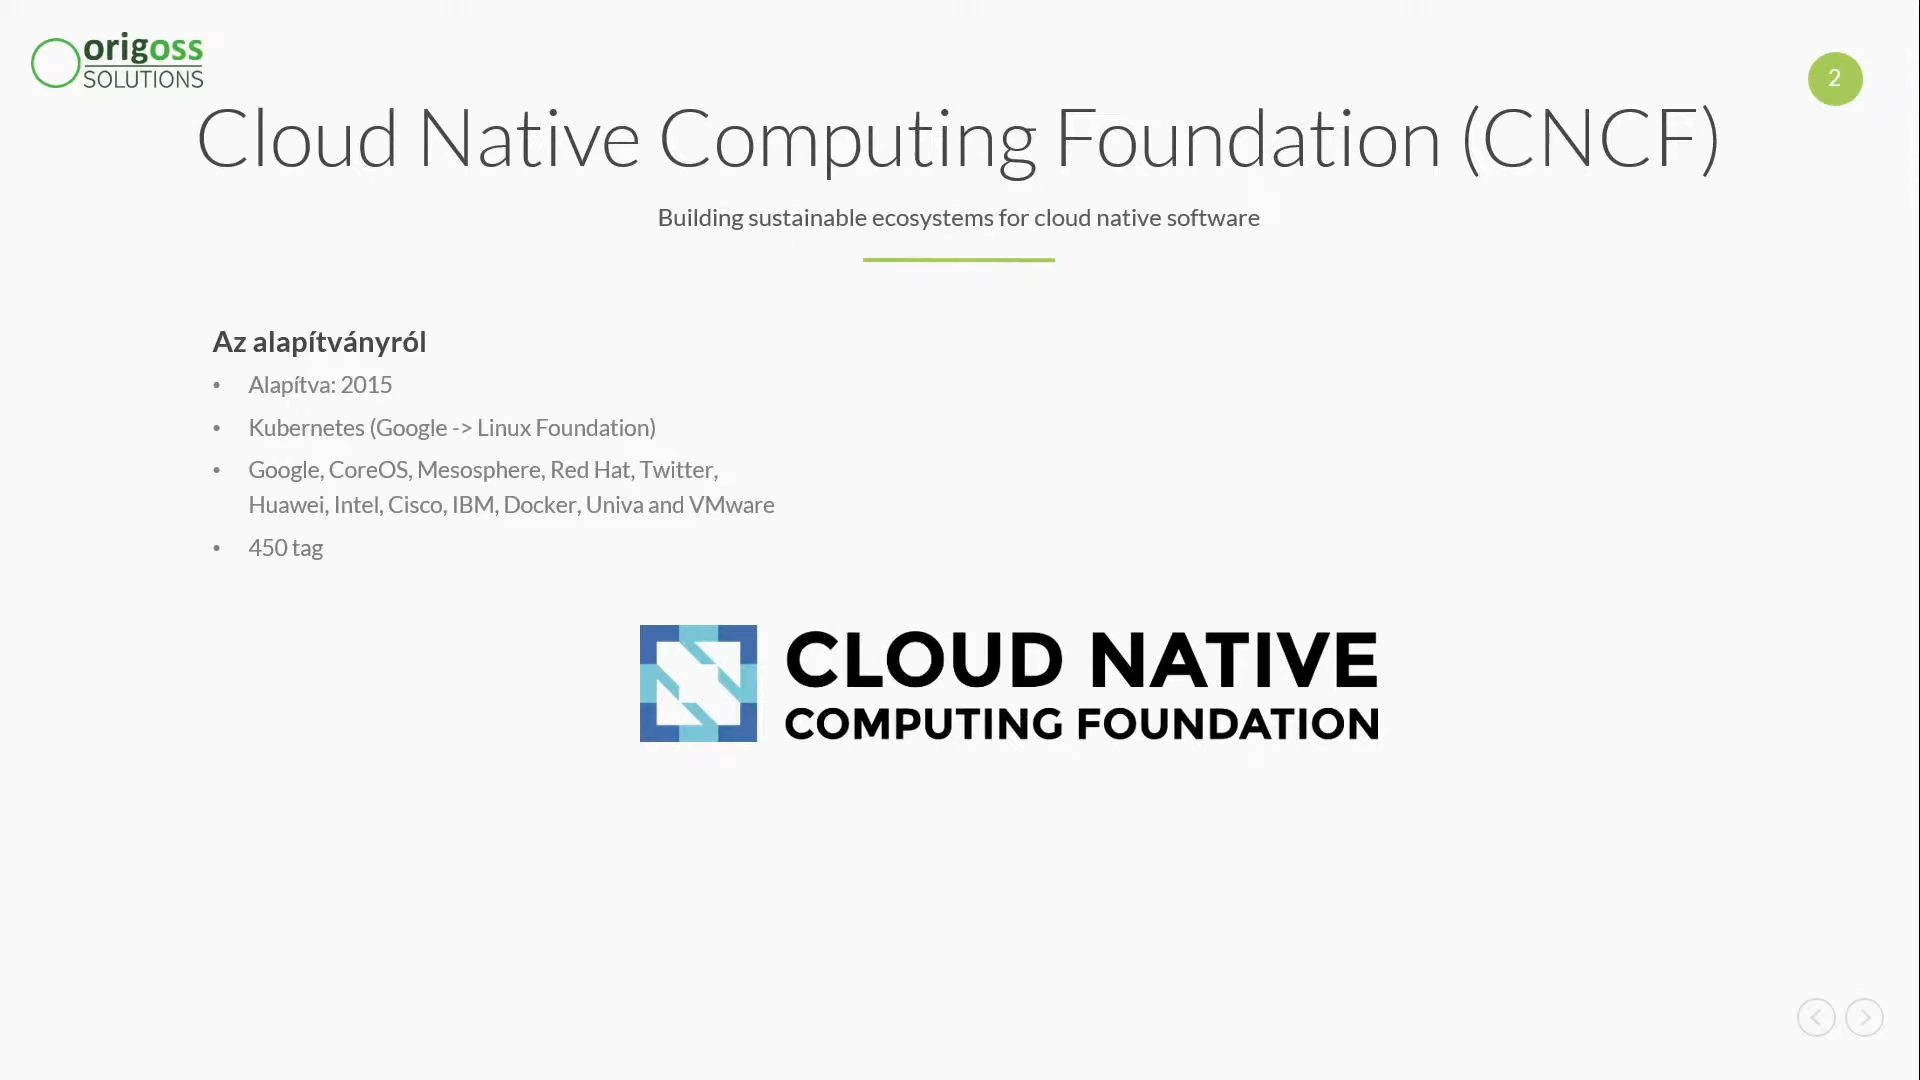 origoss
SOLUTIONS
2
Cloud Native Computing Foundation (CNCF)
Building sustainable ecosystems for cloud native software
Az alapítványról
• Alapítva: 2015
• Kubernetes (Google -> Linux Foundation)
• Google, CoreOS, Mesosphere, Red Hat, Twitter,
Huawei, Intel, Cisco, IBM, Docker, Univa and VMware
• 450 tag
CLOUD NATIVE
COMPUTING FOUNDATION